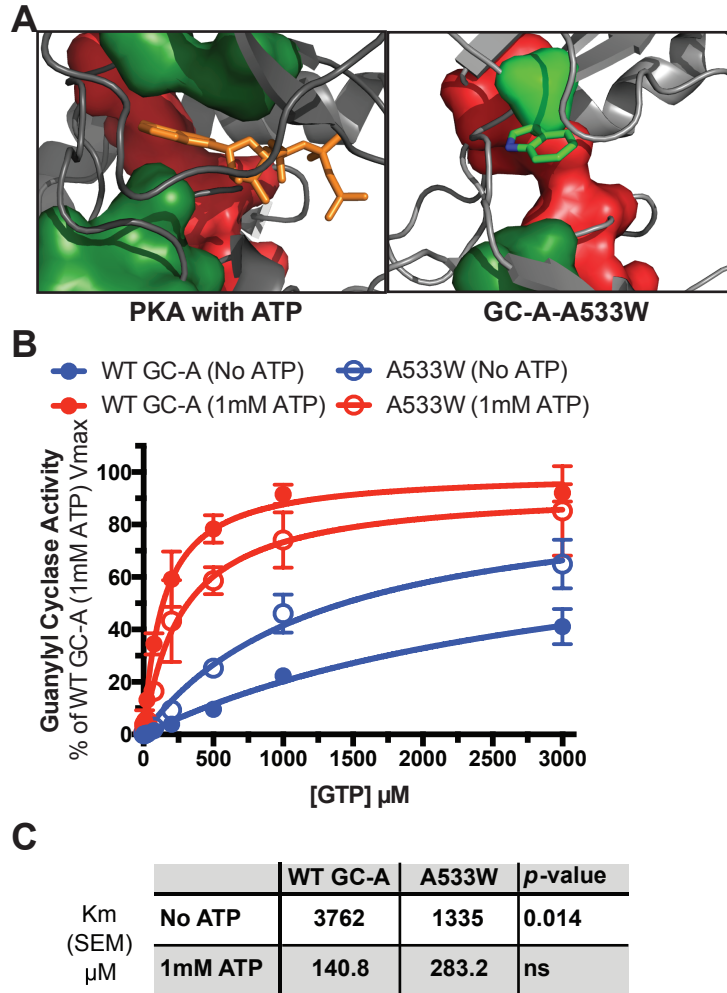 A
PKA with ATP
GC-A-A533W
B
WT GC-A (No ATP)
A533W (No ATP)
WT GC-A (1mM ATP)
A533W (1mM ATP)
Guanylyl Cyclase Activity
% of WT GC-A (1mM ATP) Vmax
100
80
60
40
20
0
0
500
1000
1500
2000
2500
3000
[GTP] µM
C
WT GC-A
A533W
p-value
Km
(SEM)
µM
No ATP
3762
1335
0.014
1mM ATP
140.8
283.2
ns